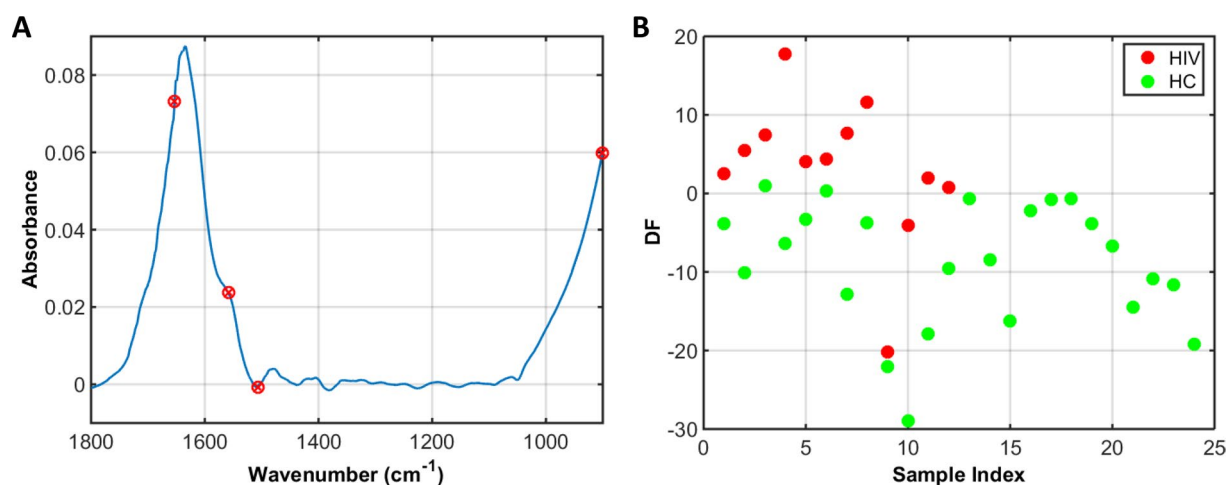 A
B
0.08
0.06
0.04
0.02
0
Absorbance
1800 1600 1400 1200 1000
Wavenumber (cm-1)
20
10
0
-10
-20
-30
DF
HIV
HC
0 5 10 15 20 25
Sample Index